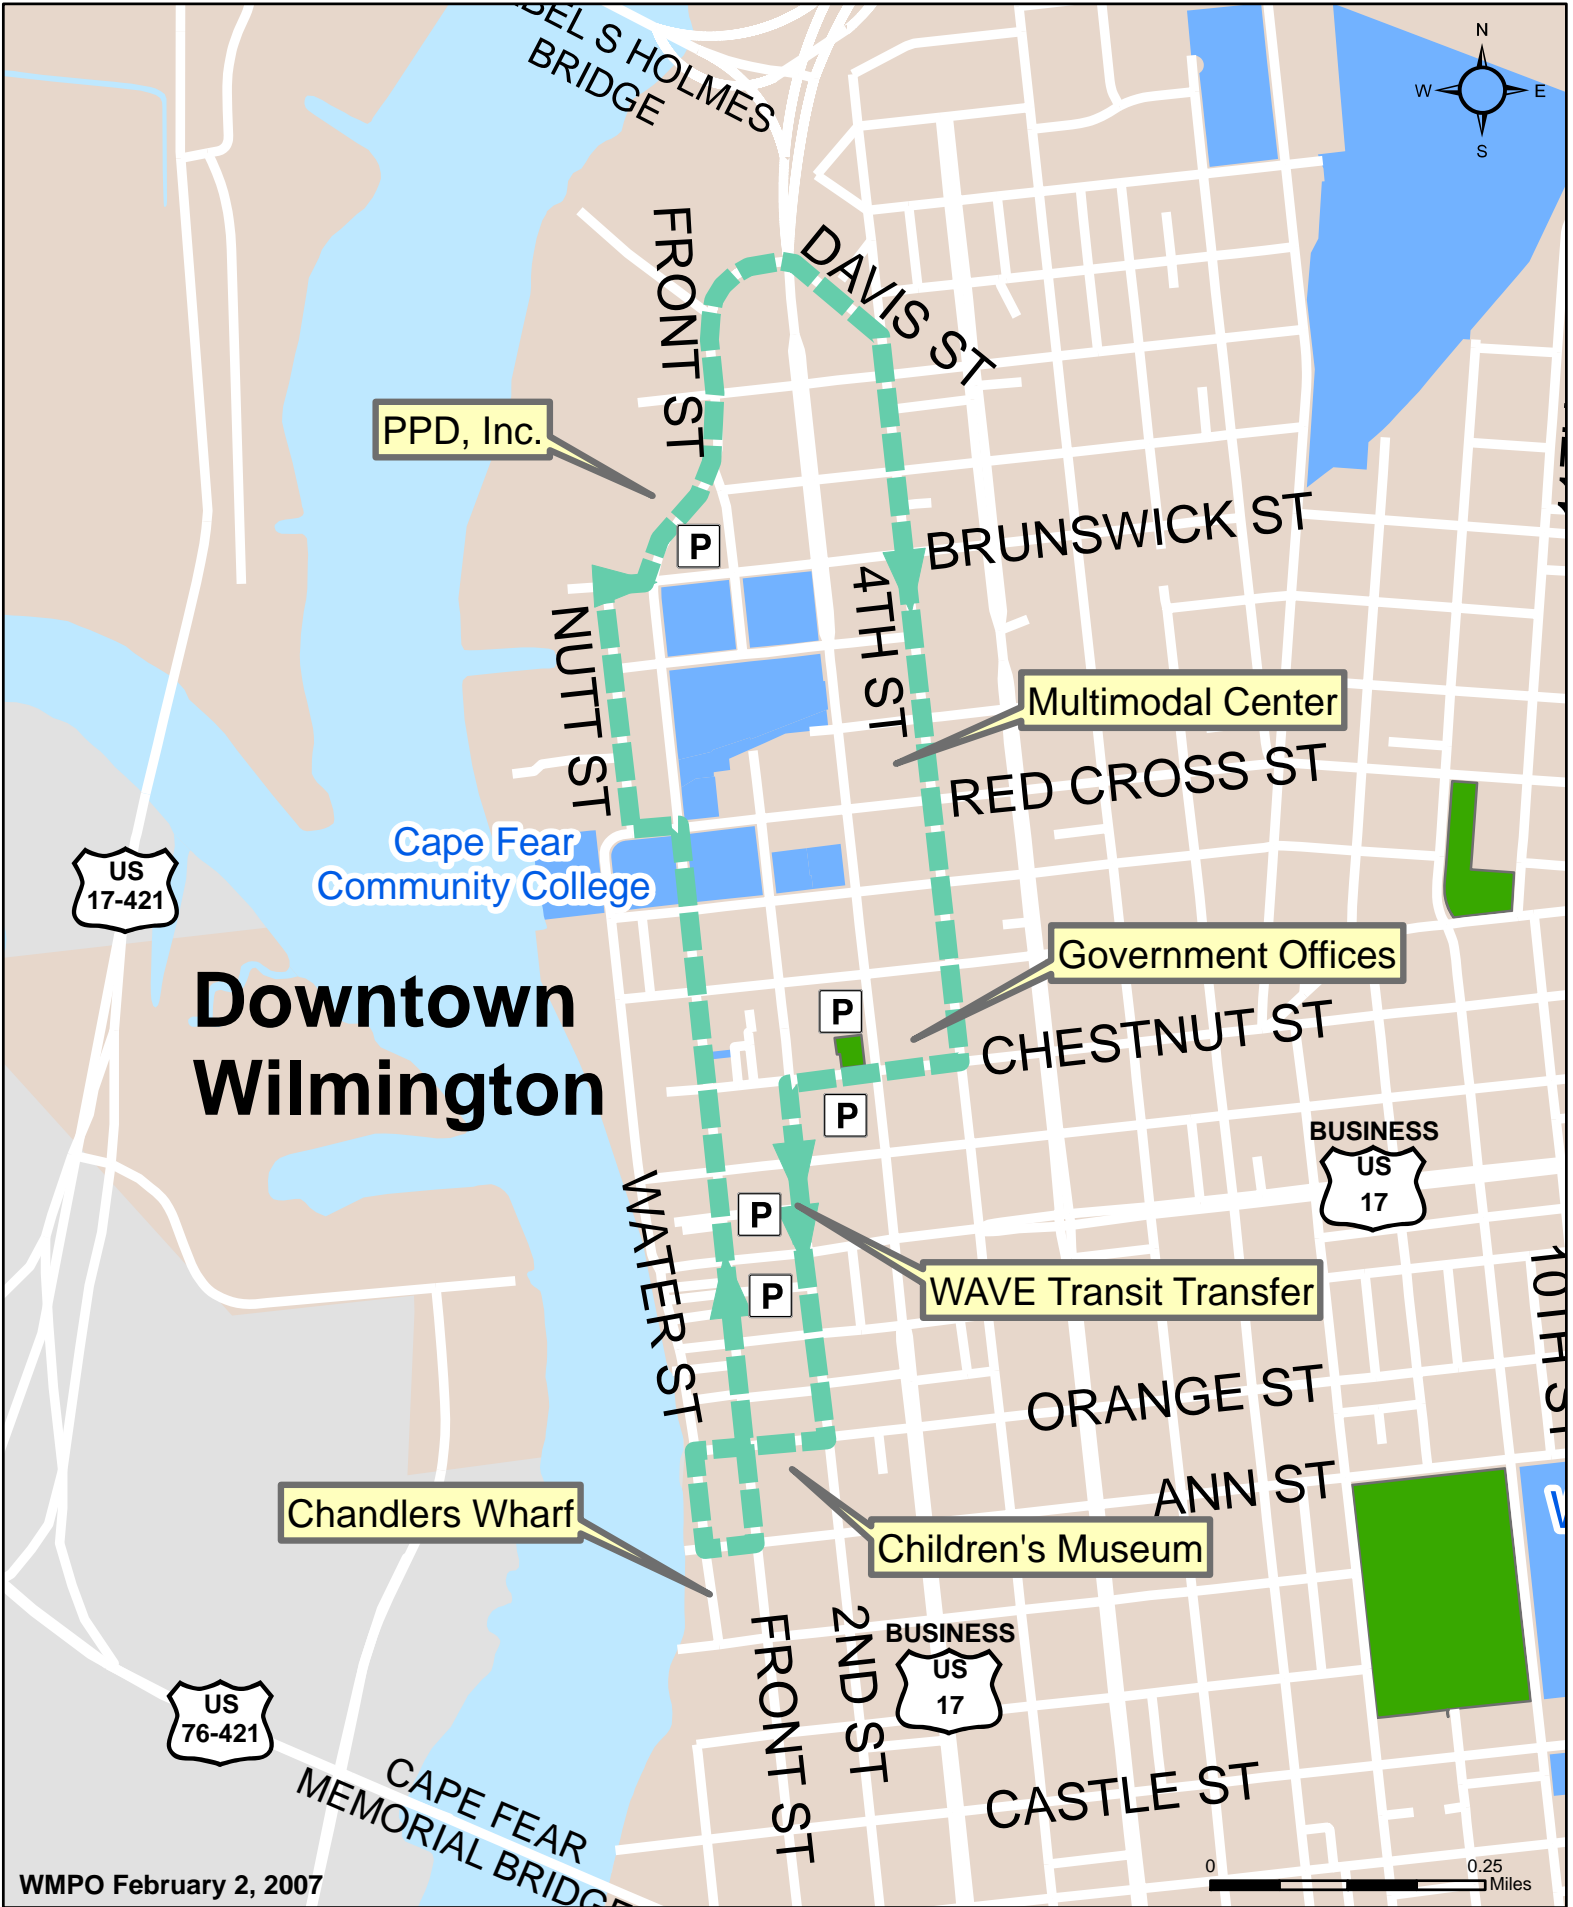 BEL S HOLMES
BRIDGE
N
W
E
S
FRONT ST
DAVIS ST
PPD, Inc.
P
BRUNSWICK ST
NUTT ST
4TH ST
Multimodal Center
RED CROSS ST
Cape Fear
Community College
US
17-421
Government Offices
Downtown
Wilmington
P
CHESTNUT ST
P
BUSINESS
US
17
WATER ST
P
WAVE Transit Transfer
P
10TH ST
ORANGE ST
ANN ST
Chandlers Wharf
Children's Museum
FRONT ST
2ND ST
BUSINESS
US
17
US
76-421
CAPE FEAR
MEMORIAL BRIDGE
CASTLE ST
WMPO February 2, 2007
0
0.25
Miles